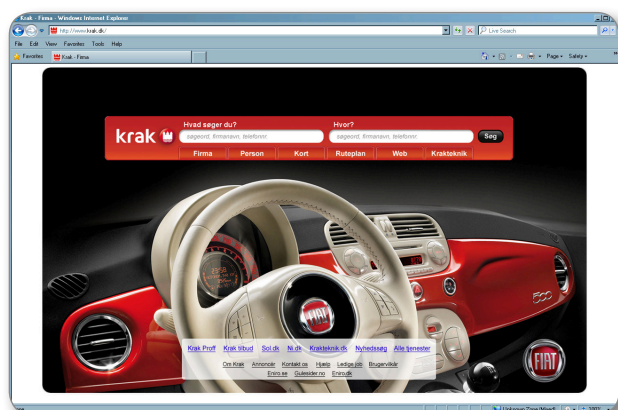 Krak - Firma - Windows Internet Explorer
http://www.krak.dk/
Live Search
File Edit View Favorites Tools Help
Favorites Krak - Firma
Page Safety
Hvad søger du? Hvor?
krak søgeord, firmanavn, telefonnr. søgeord, firmanavn, telefonnr. Søg
Firma Person Kort Ruteplan Web Krakteknik
500
FIAT
FIAT
Krak Proff Krak tilbud Sol.dk Ni.dk Krakteknik.dk Nyhedssøg Alle tjenester
Om Krak Annoncér Kontakt os Hjælp Ledige job Brugervilkår
Eniro.se Gulesider.no Eniro.dk